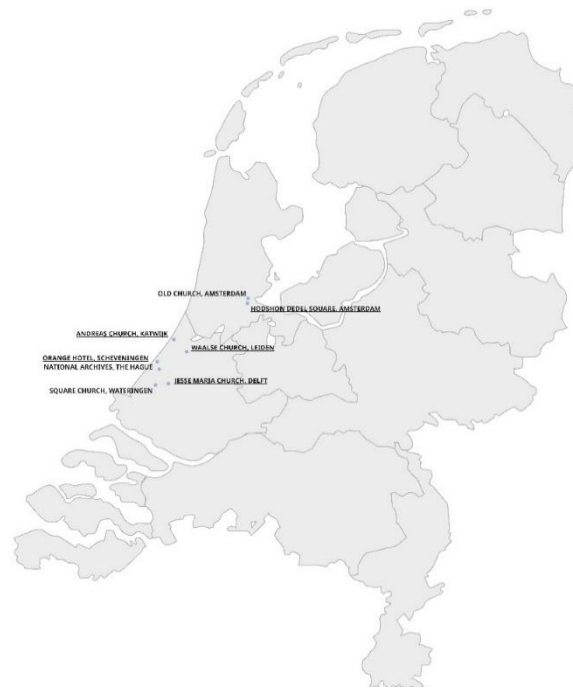 OLD CHURCH, AMSTERDAM
HODSHON DEDEL SQUARE, AMSTERDAM
ANDREAS CHURCH, KATWIJK
WAALSE CHURCH, LEIDEN
ORANGE HOTEL, SCHEVENINGEN
NATIONAL ARCHIVES, THE HAGUE
JESSE MARIA CHURCH, DELFT
SQUARE CHURCH, WATERINGEN